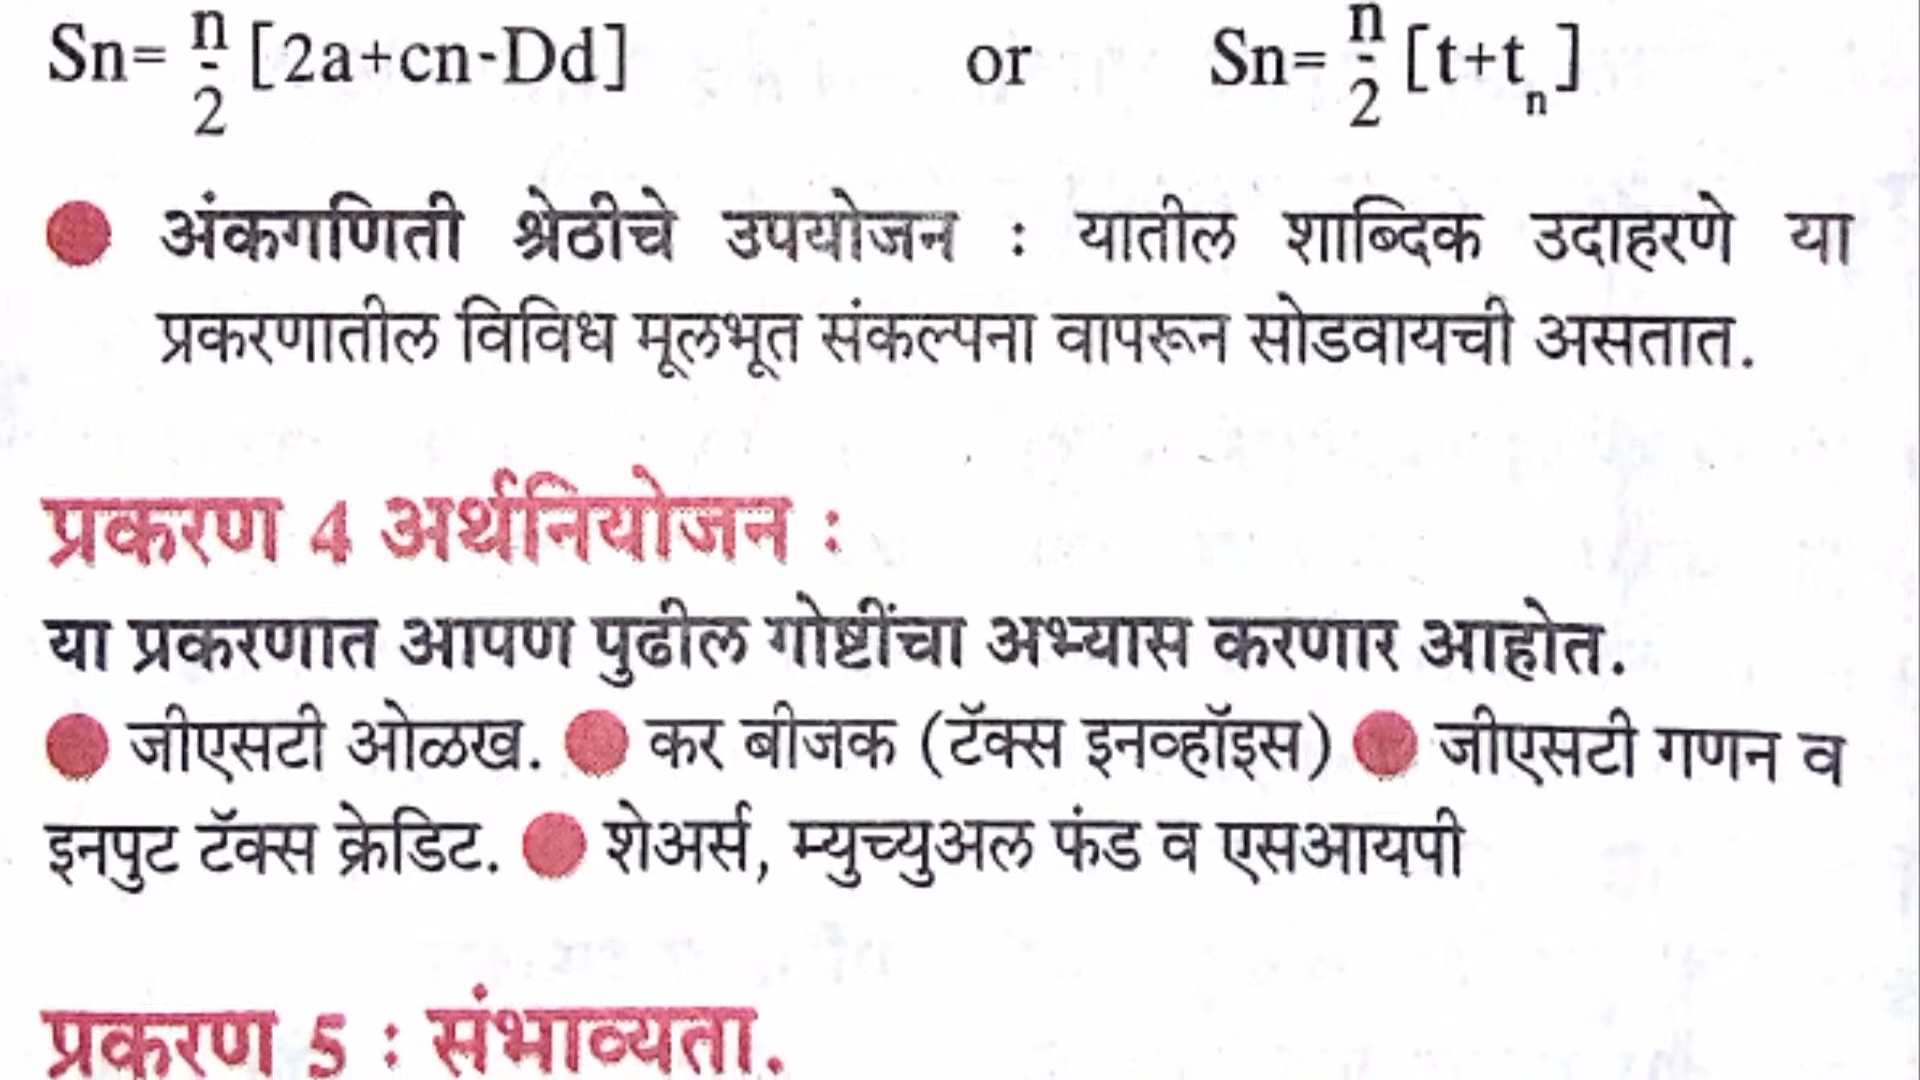 Sn= n/2 [2a+cn-Dd] or Sn= n/2 [t+tn]
● अंकगणिती श्रेठीचे उपयोजन : यातील शाब्दिक उदाहरणे या
प्रकरणातील विविध मूलभूत संकल्पना वापरून सोडवायची असतात.
प्रकरण 4 अर्थनियोजन :
या प्रकरणात आपण पुढील गोष्टींचा अभ्यास करणार आहोत.
● जीएसटी ओळख. ● कर बीजक (टॅक्स इनव्हॉइस) ● जीएसटी गणन व
इनपुट टॅक्स क्रेडिट. ● शेअर्स, म्युच्युअल फंड व एसआयपी
प्रकरण 5 : संभाव्यता.